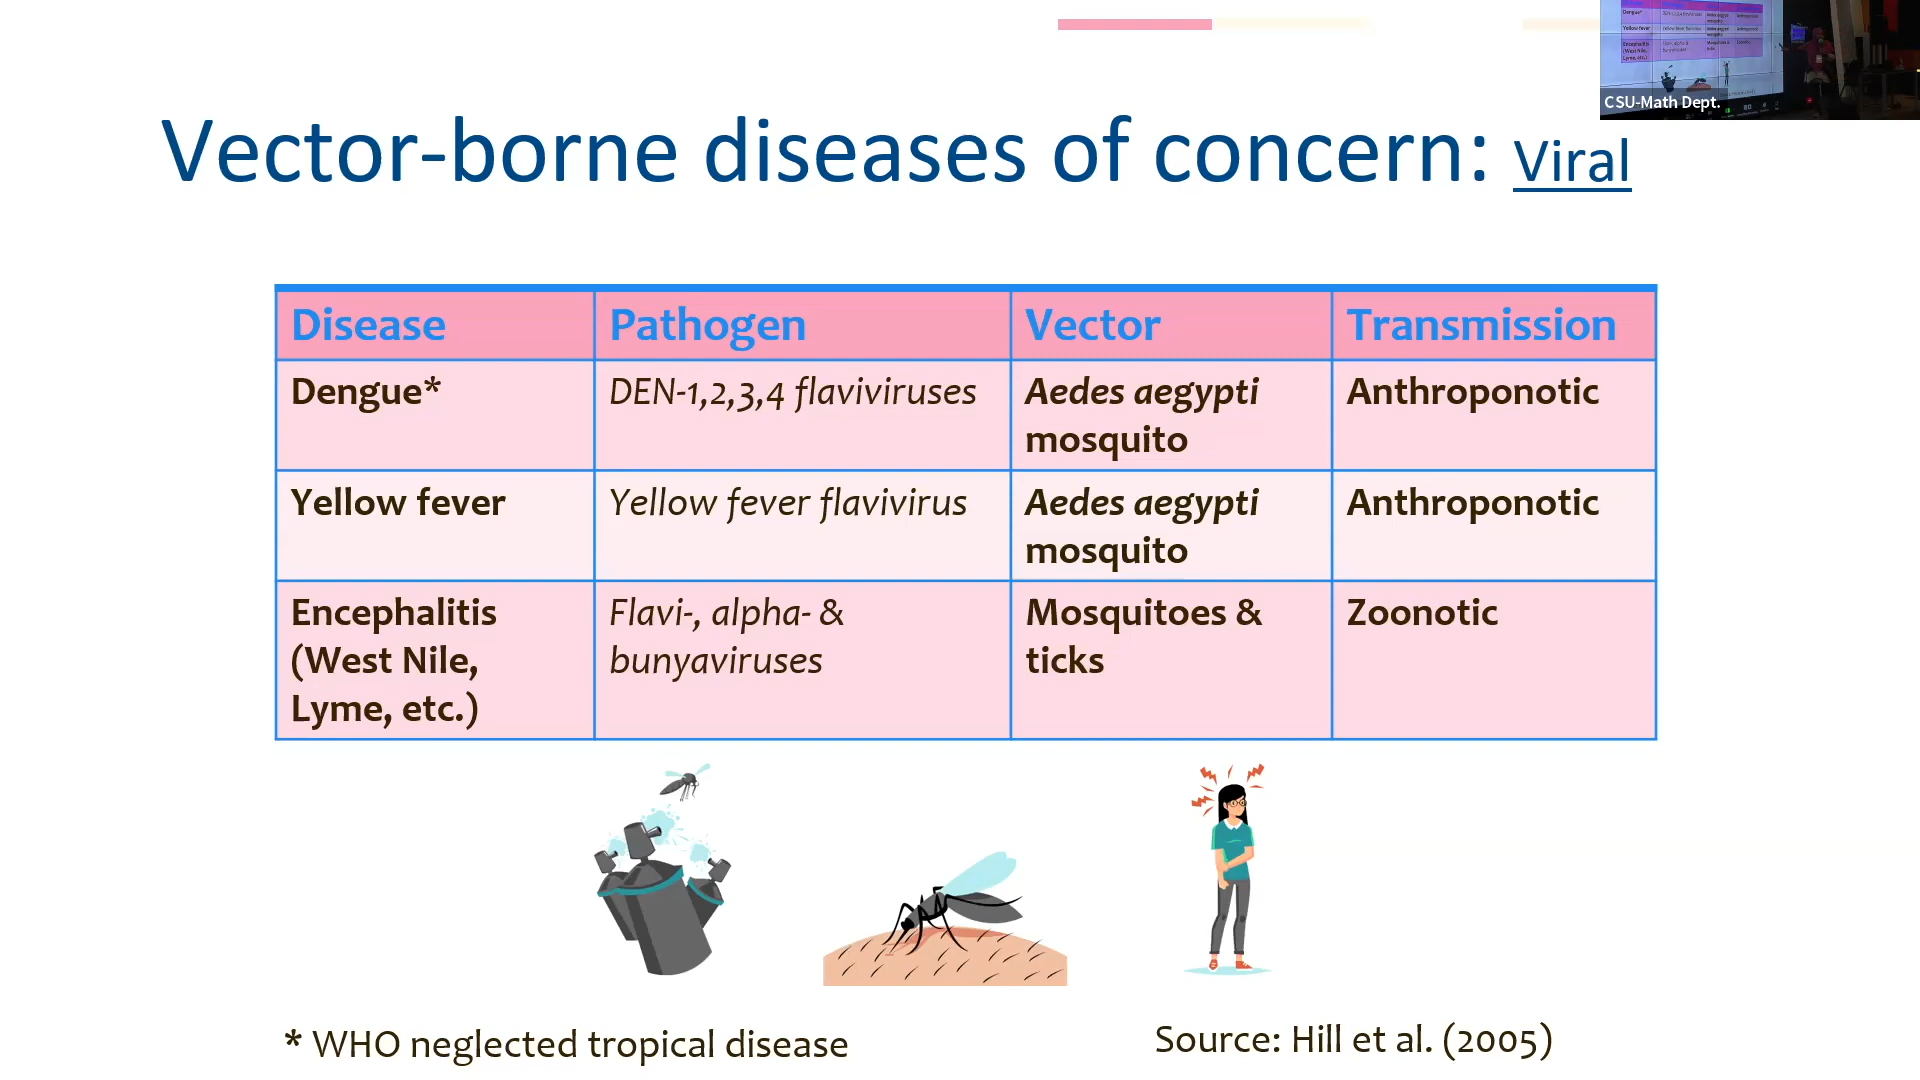 CSU-Math Dept.
Vector-borne diseases of concern: Viral
Disease Pathogen Vector Transmission
Dengue* DEN-1,2,3,4 flaviviruses Aedes aegypti Anthroponotic
mosquito
Yellow fever Yellow fever flavivirus Aedes aegypti Anthroponotic
mosquito
Encephalitis Flavi-, alpha- & Mosquitoes & Zoonotic
(West Nile, bunyaviruses ticks
Lyme, etc.)
* WHO neglected tropical disease
Source: Hill et al. (2005)